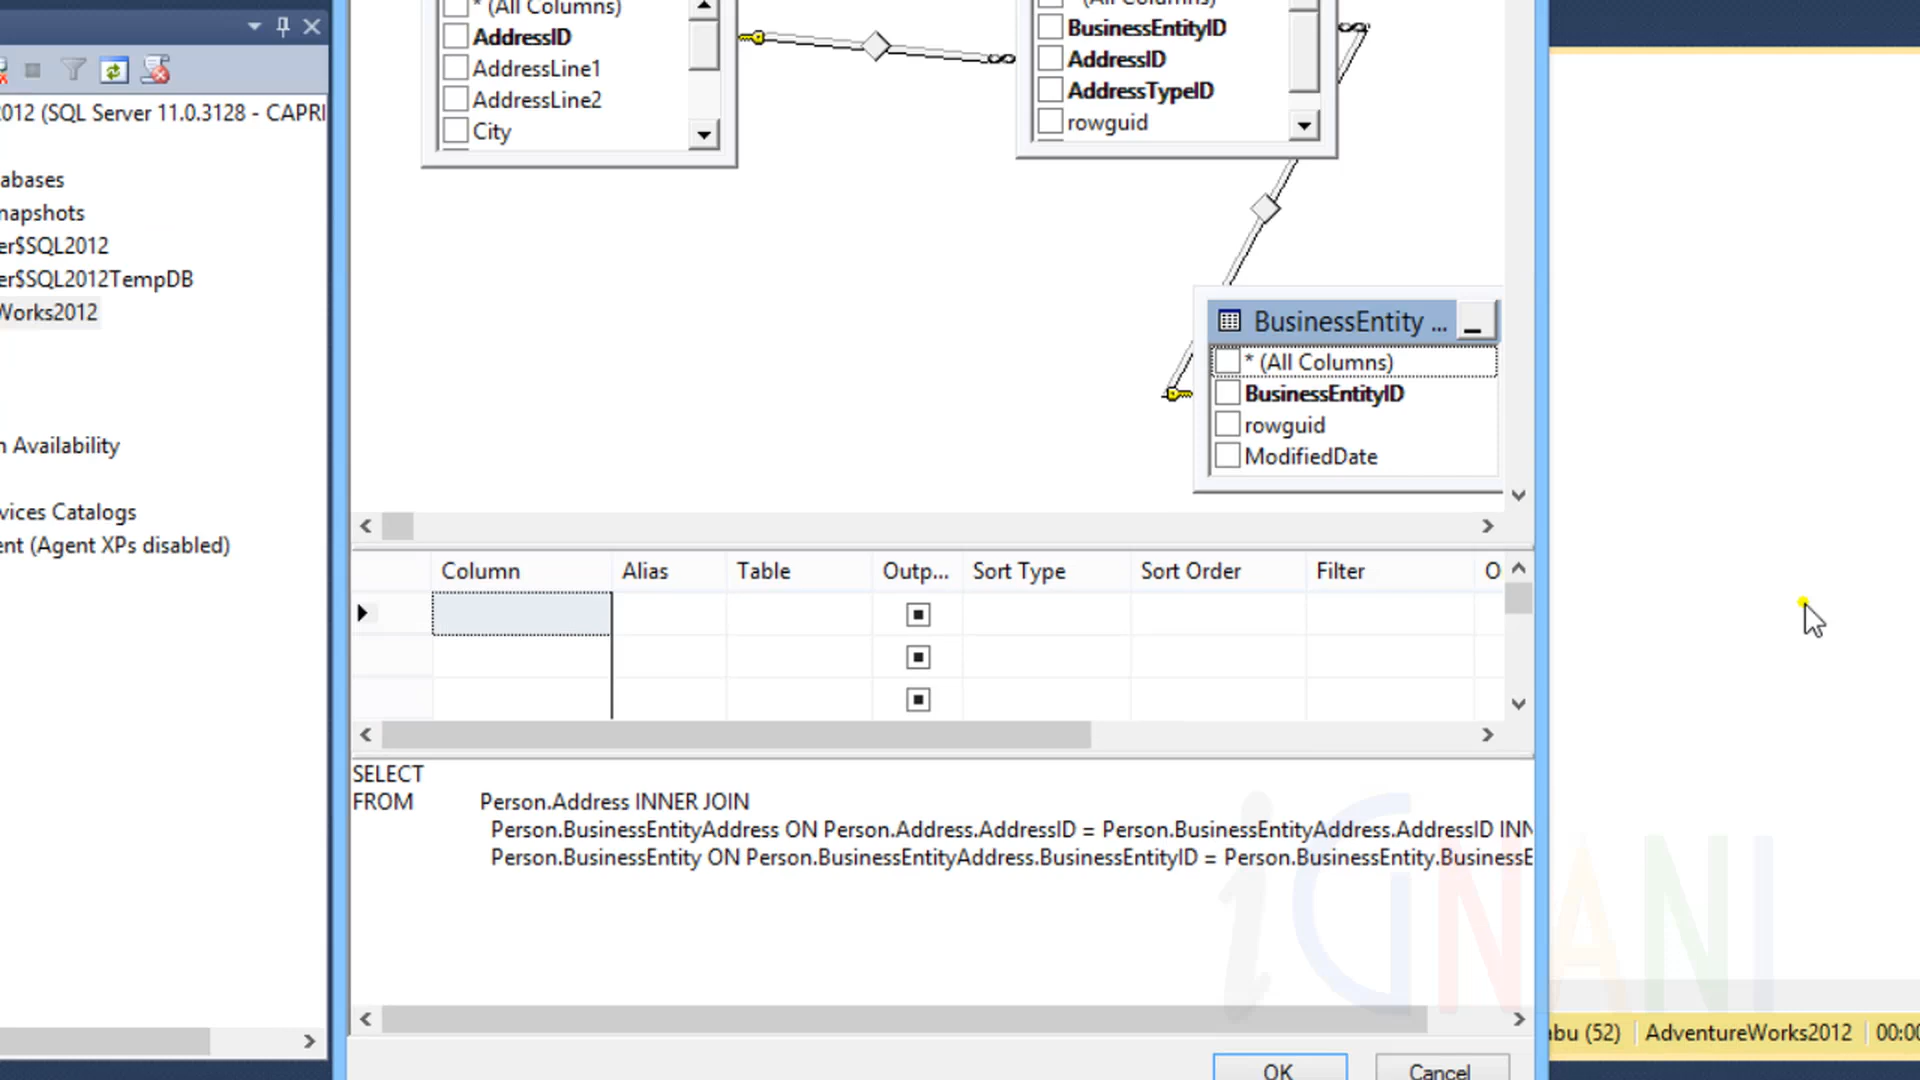 * (All Columns)
AddressID
AddressLine1
AddressLine2
City
(All Columns)
BusinessEntityID
AddressID
AddressTypeID
rowguid
BusinessEntity ...
* (All Columns)
BusinessEntityID
rowguid
ModifiedDate
2012 (SQL Server 11.0.3128 - CAPRI
abases
napshots
er$SQL2012
er$SQL2012TempDB
Works2012
n Availability
vices Catalogs
ent (Agent XPs disabled)
Column Alias Table Outp... Sort Type Sort Order Filter O
SELECT
FROM Person.Address INNER JOIN
Person.BusinessEntityAddress ON Person.Address.AddressID = Person.BusinessEntityAddress.AddressID INN
Person.BusinessEntity ON Person.BusinessEntityAddress.BusinessEntityID = Person.BusinessEntity.BusinessE
iGNANI
OK Cancel
abu (52) AdventureWorks2012 00:00